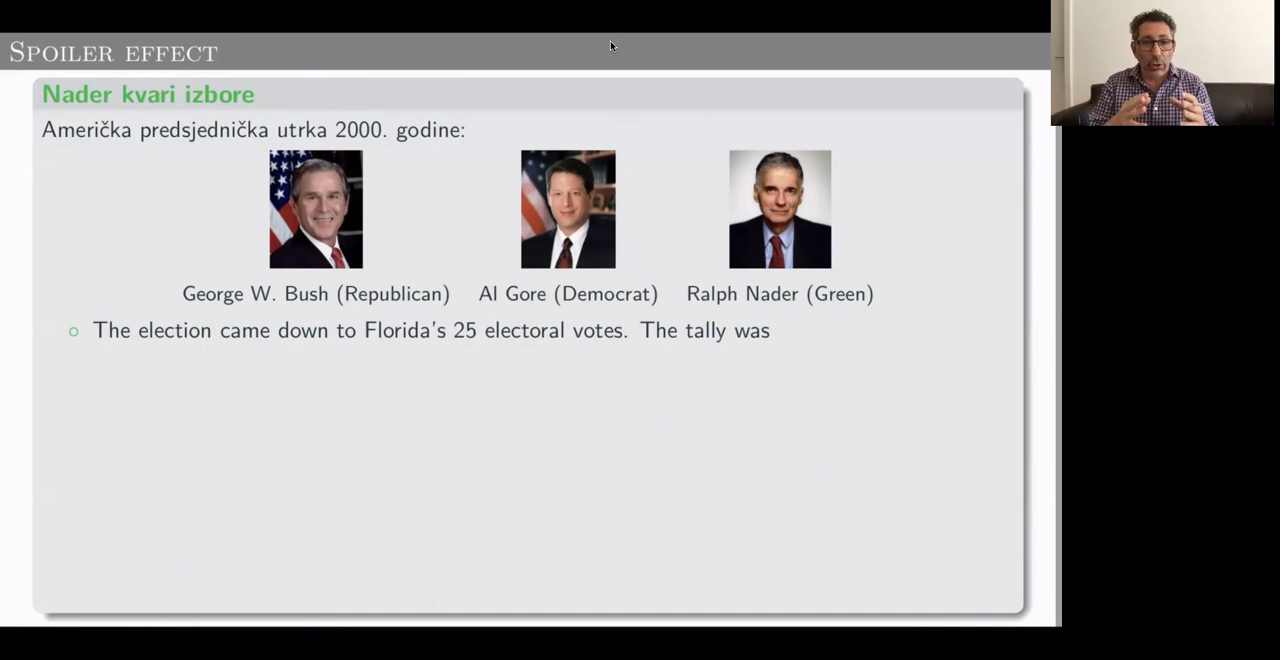 Spoiler effect
Nader kvari izbore
Američka predsjednička utrka 2000. godine:
George W. Bush (Republican) Al Gore (Democrat) Ralph Nader (Green)
The election came down to Florida's 25 electoral votes. The tally was